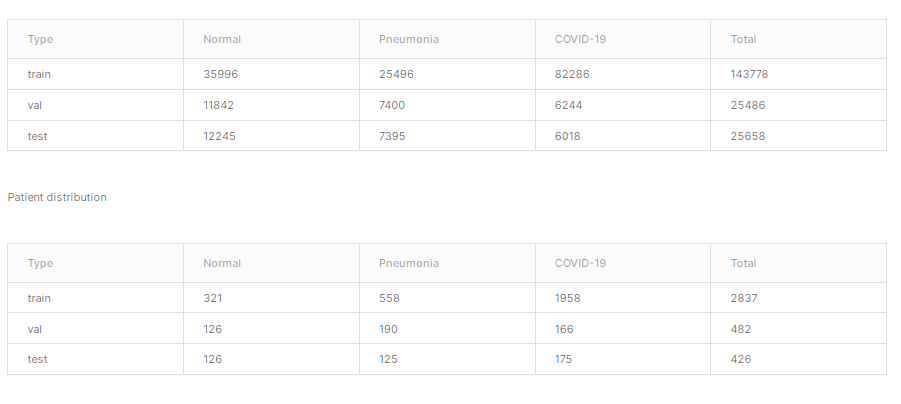 Type Normal Pneumonia COVID-19 Total
train 35996 25496 82286 143778
val 11842 7400 6244 25486
test 12245 7395 6018 25658
Patient distribution
Type Normal Pneumonia COVID-19 Total
train 321 558 1958 2837
val 126 190 166 482
test 126 125 175 426